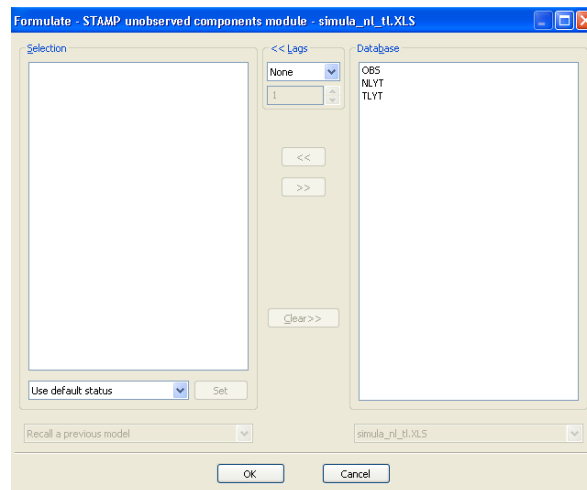 Formulate - STAMP unobserved components module - simula_nl_tl.XLS
Selection
<< Lags
Database
None
1
OBS
NLYT
TLYT
<<
>>
Clear>>
Use default status
Set
Recall a previous model
simula_nl_tl.XLS
OK
Cancel